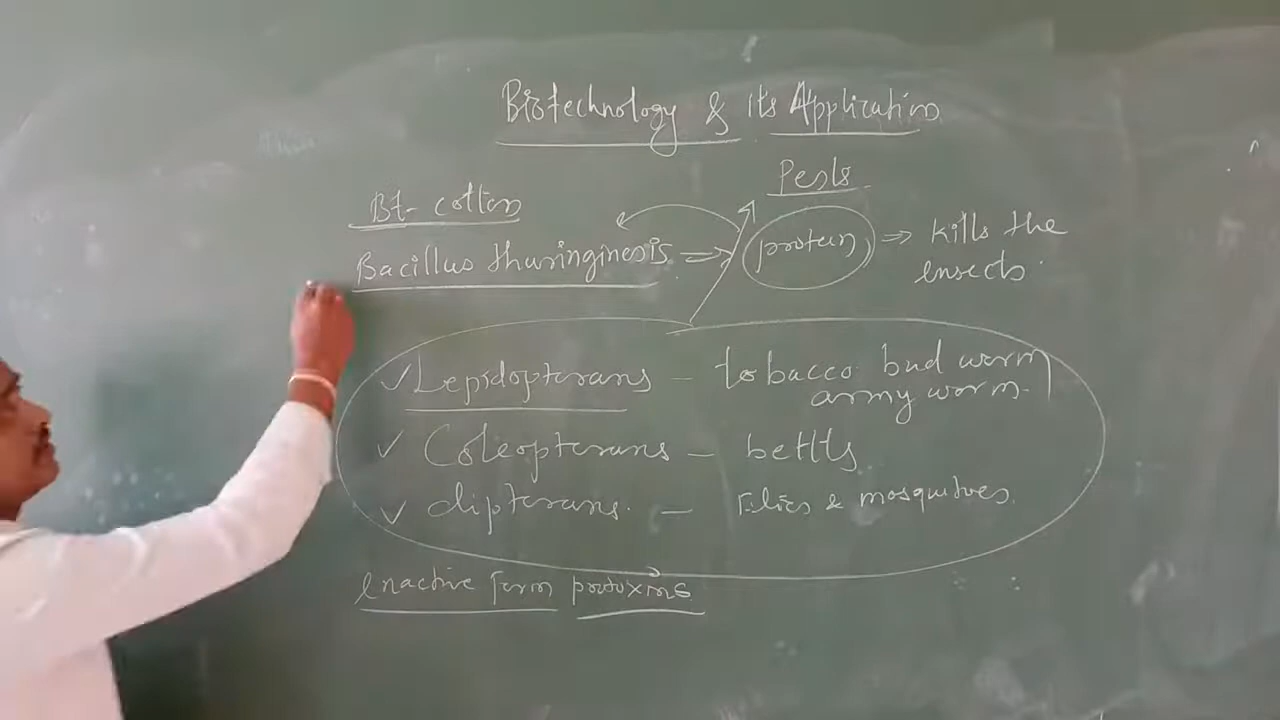 Biotechnology & its Application
Pests
Bt- cotton
Bacillus thuringinesis. ⇒ protein ⇒ kills the
insects.
✓ Lepidopterans - tobacco bud worm
army worm.
✓ Coleopterans - betlls
✓ dipterans. - Flies & mosquitoes.
Inactive form protoxins